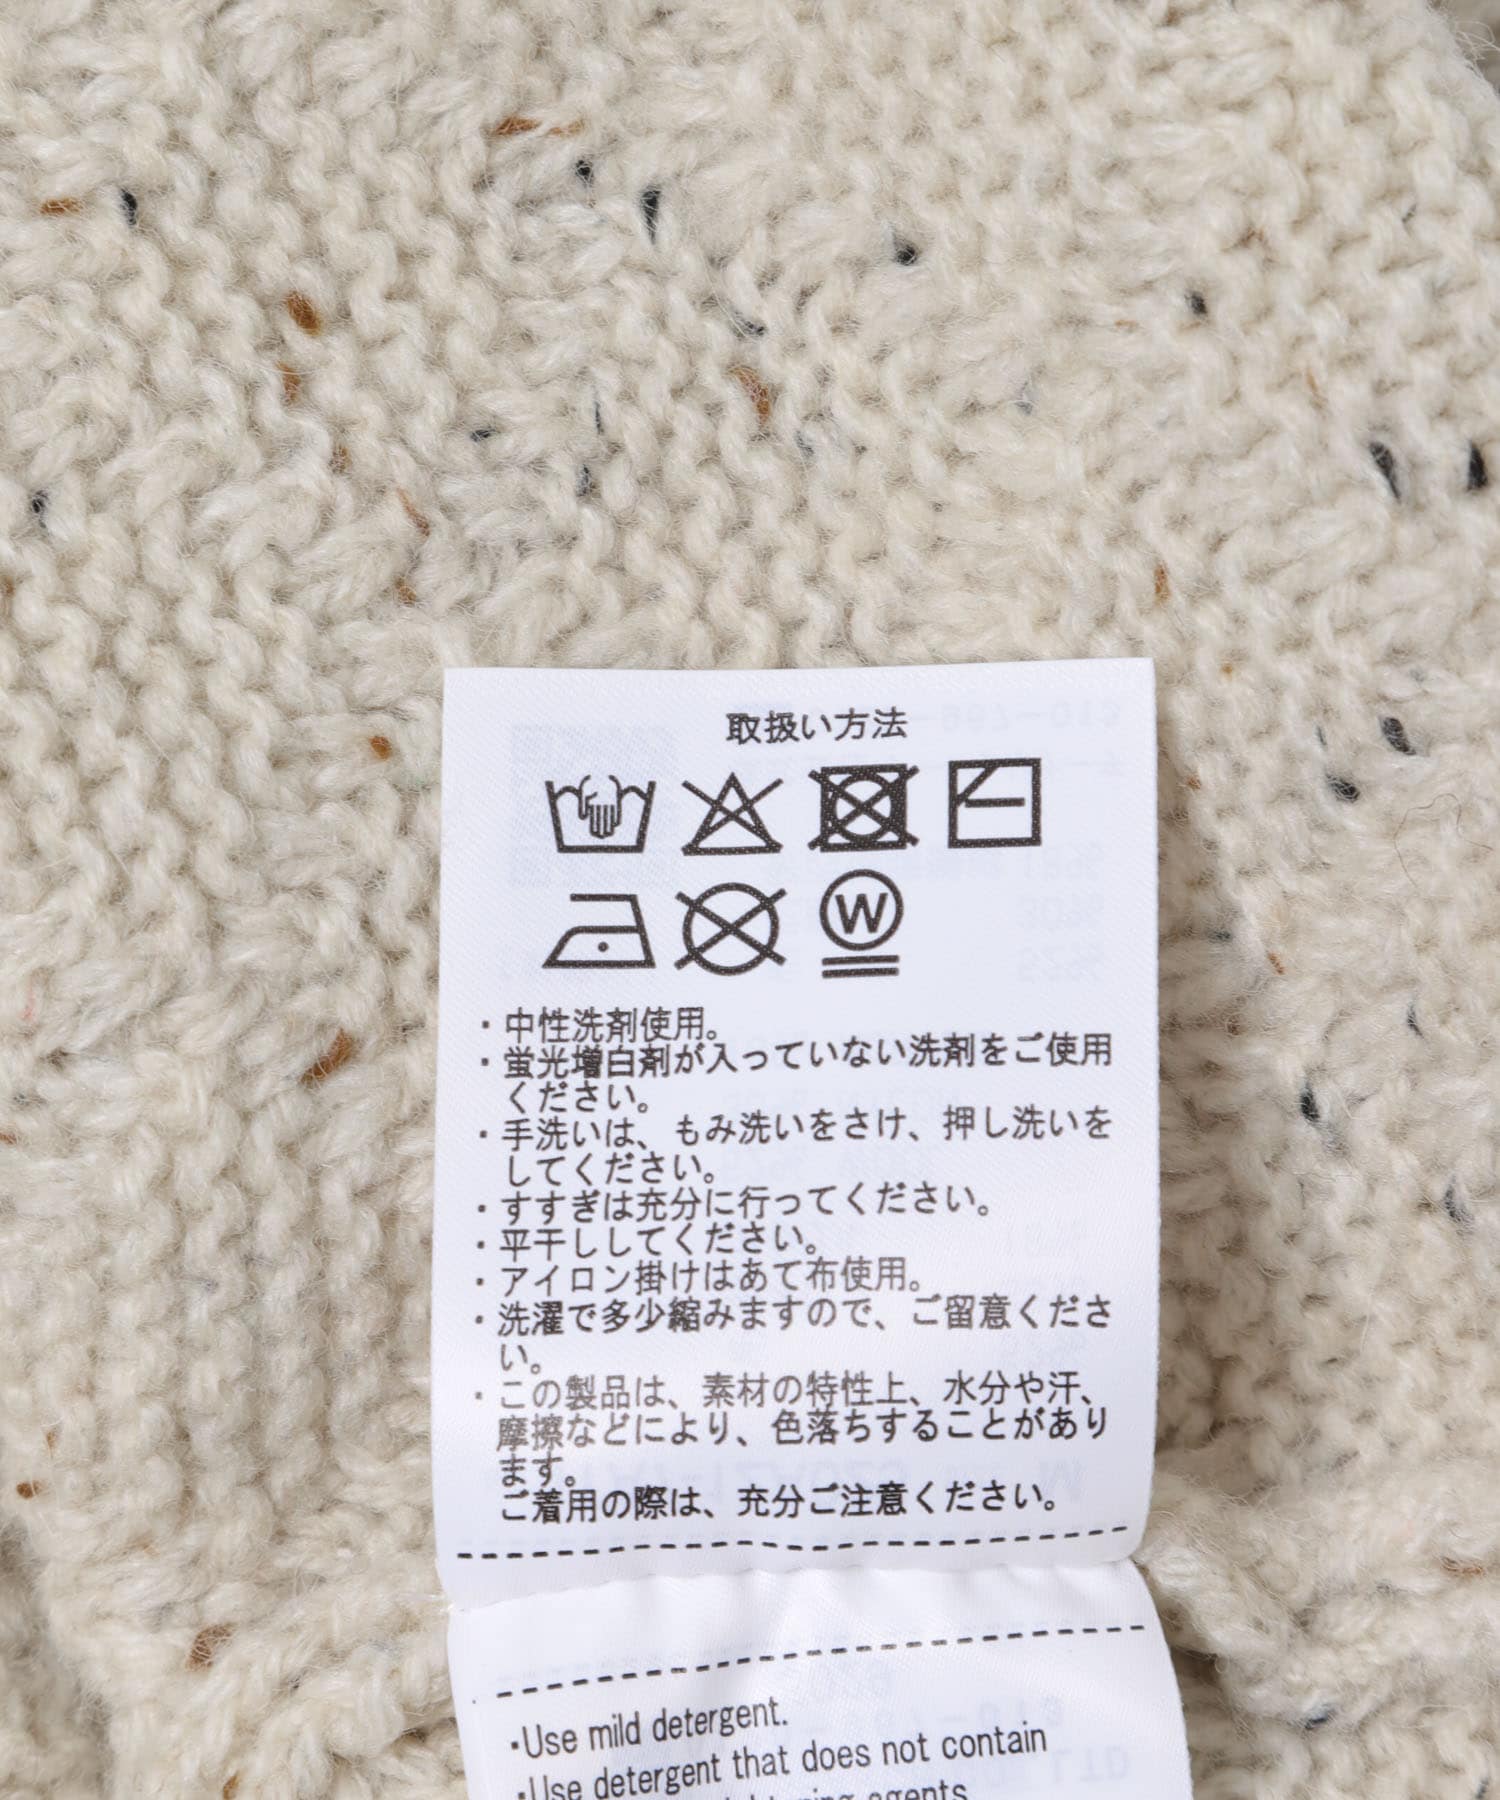 取扱い方法
W
・中性洗剤使用。
・蛍光増白剤が入っていない洗剤をご使用
ください。
・手洗いは、もみ洗いをさけ、押し洗いを
してください。
・すすぎは充分に行ってください。
・平干ししてください。
・アイロン掛けはあて布使用。
・洗濯で多少縮みますので、ご留意くださ
い。
・この製品は、素材の特性上、水分や汗、
摩擦などにより、色落ちすることがあり
ます。
ご着用の際は、充分ご注意ください。
・Use mild detergent.
・Use detergent that does not contain
agents